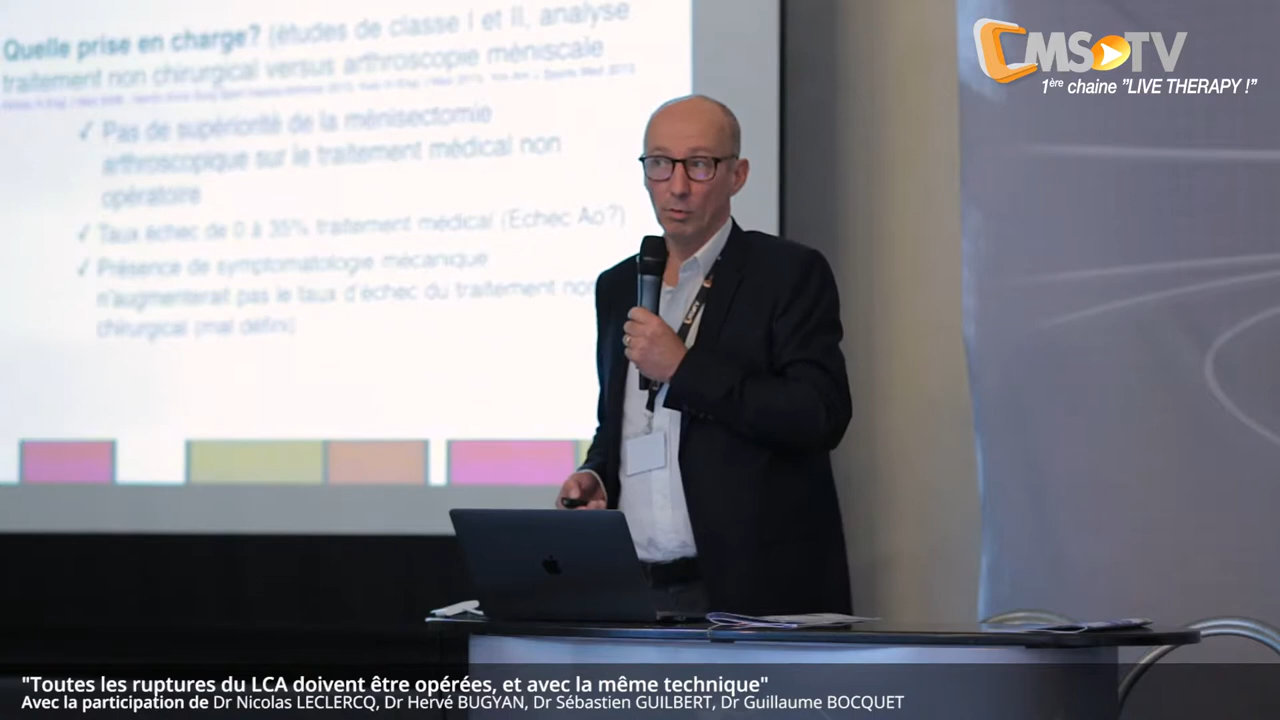 CMS TV
1ère chaine "LIVE THERAPY !"
Quelle prise en charge? (études de classe I et II, analyse
traitement non chirurgical versus arthroscopie méniscale
✓ Pas de supériorité de la ménisectomie
arthroscopique sur le traitement médical non
opératoire
✓ Taux échec de 0 à 35% traitement médical (Echec Ao?)
✓ Présence de symptomatologie mécanique
n'augmenterait pas le taux d'échec du traitement non
chirurgical (mal défini)
"Toutes les ruptures du LCA doivent être opérées, et avec la même technique"
Avec la participation de Dr Nicolas LECLERCQ, Dr Hervé BUGYAN, Dr Sébastien GUILBERT, Dr Guillaume BOCQUET